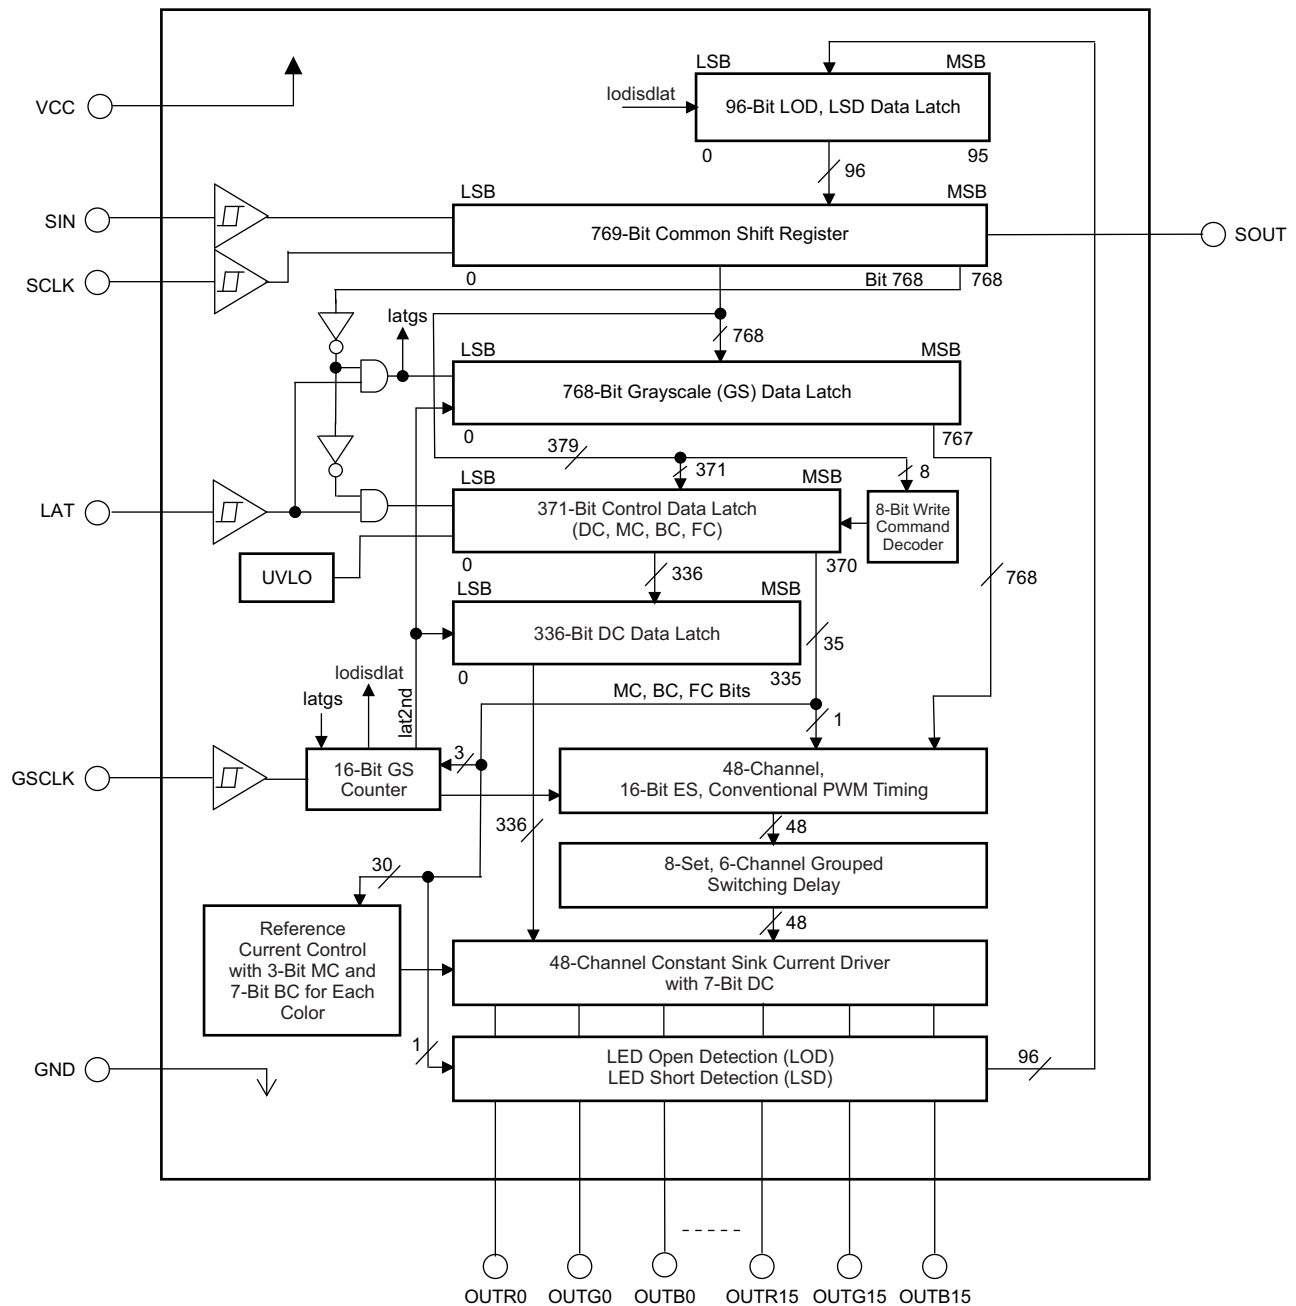 LSB
MSB
VCC
lodisdlat
96-Bit LOD, LSD Data Latch
0
95
96
LSB
MSB
SIN
769-Bit Common Shift Register
SOUT
SCLK
0
Bit 768
768
latgs
768
LSB
MSB
768-Bit Grayscale (GS) Data Latch
0
767
379
371
8
LSB
MSB
LAT
371-Bit Control Data Latch
(DC, MC, BC, FC)
8-Bit Write
Command
Decoder
0
370
UVLO
336
768
LSB
MSB
336-Bit DC Data Latch
35
0
335
lodisdlat
latgs
lat2nd
MC, BC, FC Bits
1
3
GSCLK
16-Bit GS
Counter
48-Channel,
16-Bit ES, Conventional PWM Timing
336
48
8-Set, 6-Channel Grouped
Switching Delay
30
48
Reference
Current Control
with 3-Bit MC and
7-Bit BC for Each
Color
48-Channel Constant Sink Current Driver
with 7-Bit DC
1
GND
LED Open Detection (LOD)
LED Short Detection (LSD)
96
OUTR0
OUTG0
OUTB0
OUTR15
OUTG15
OUTB15